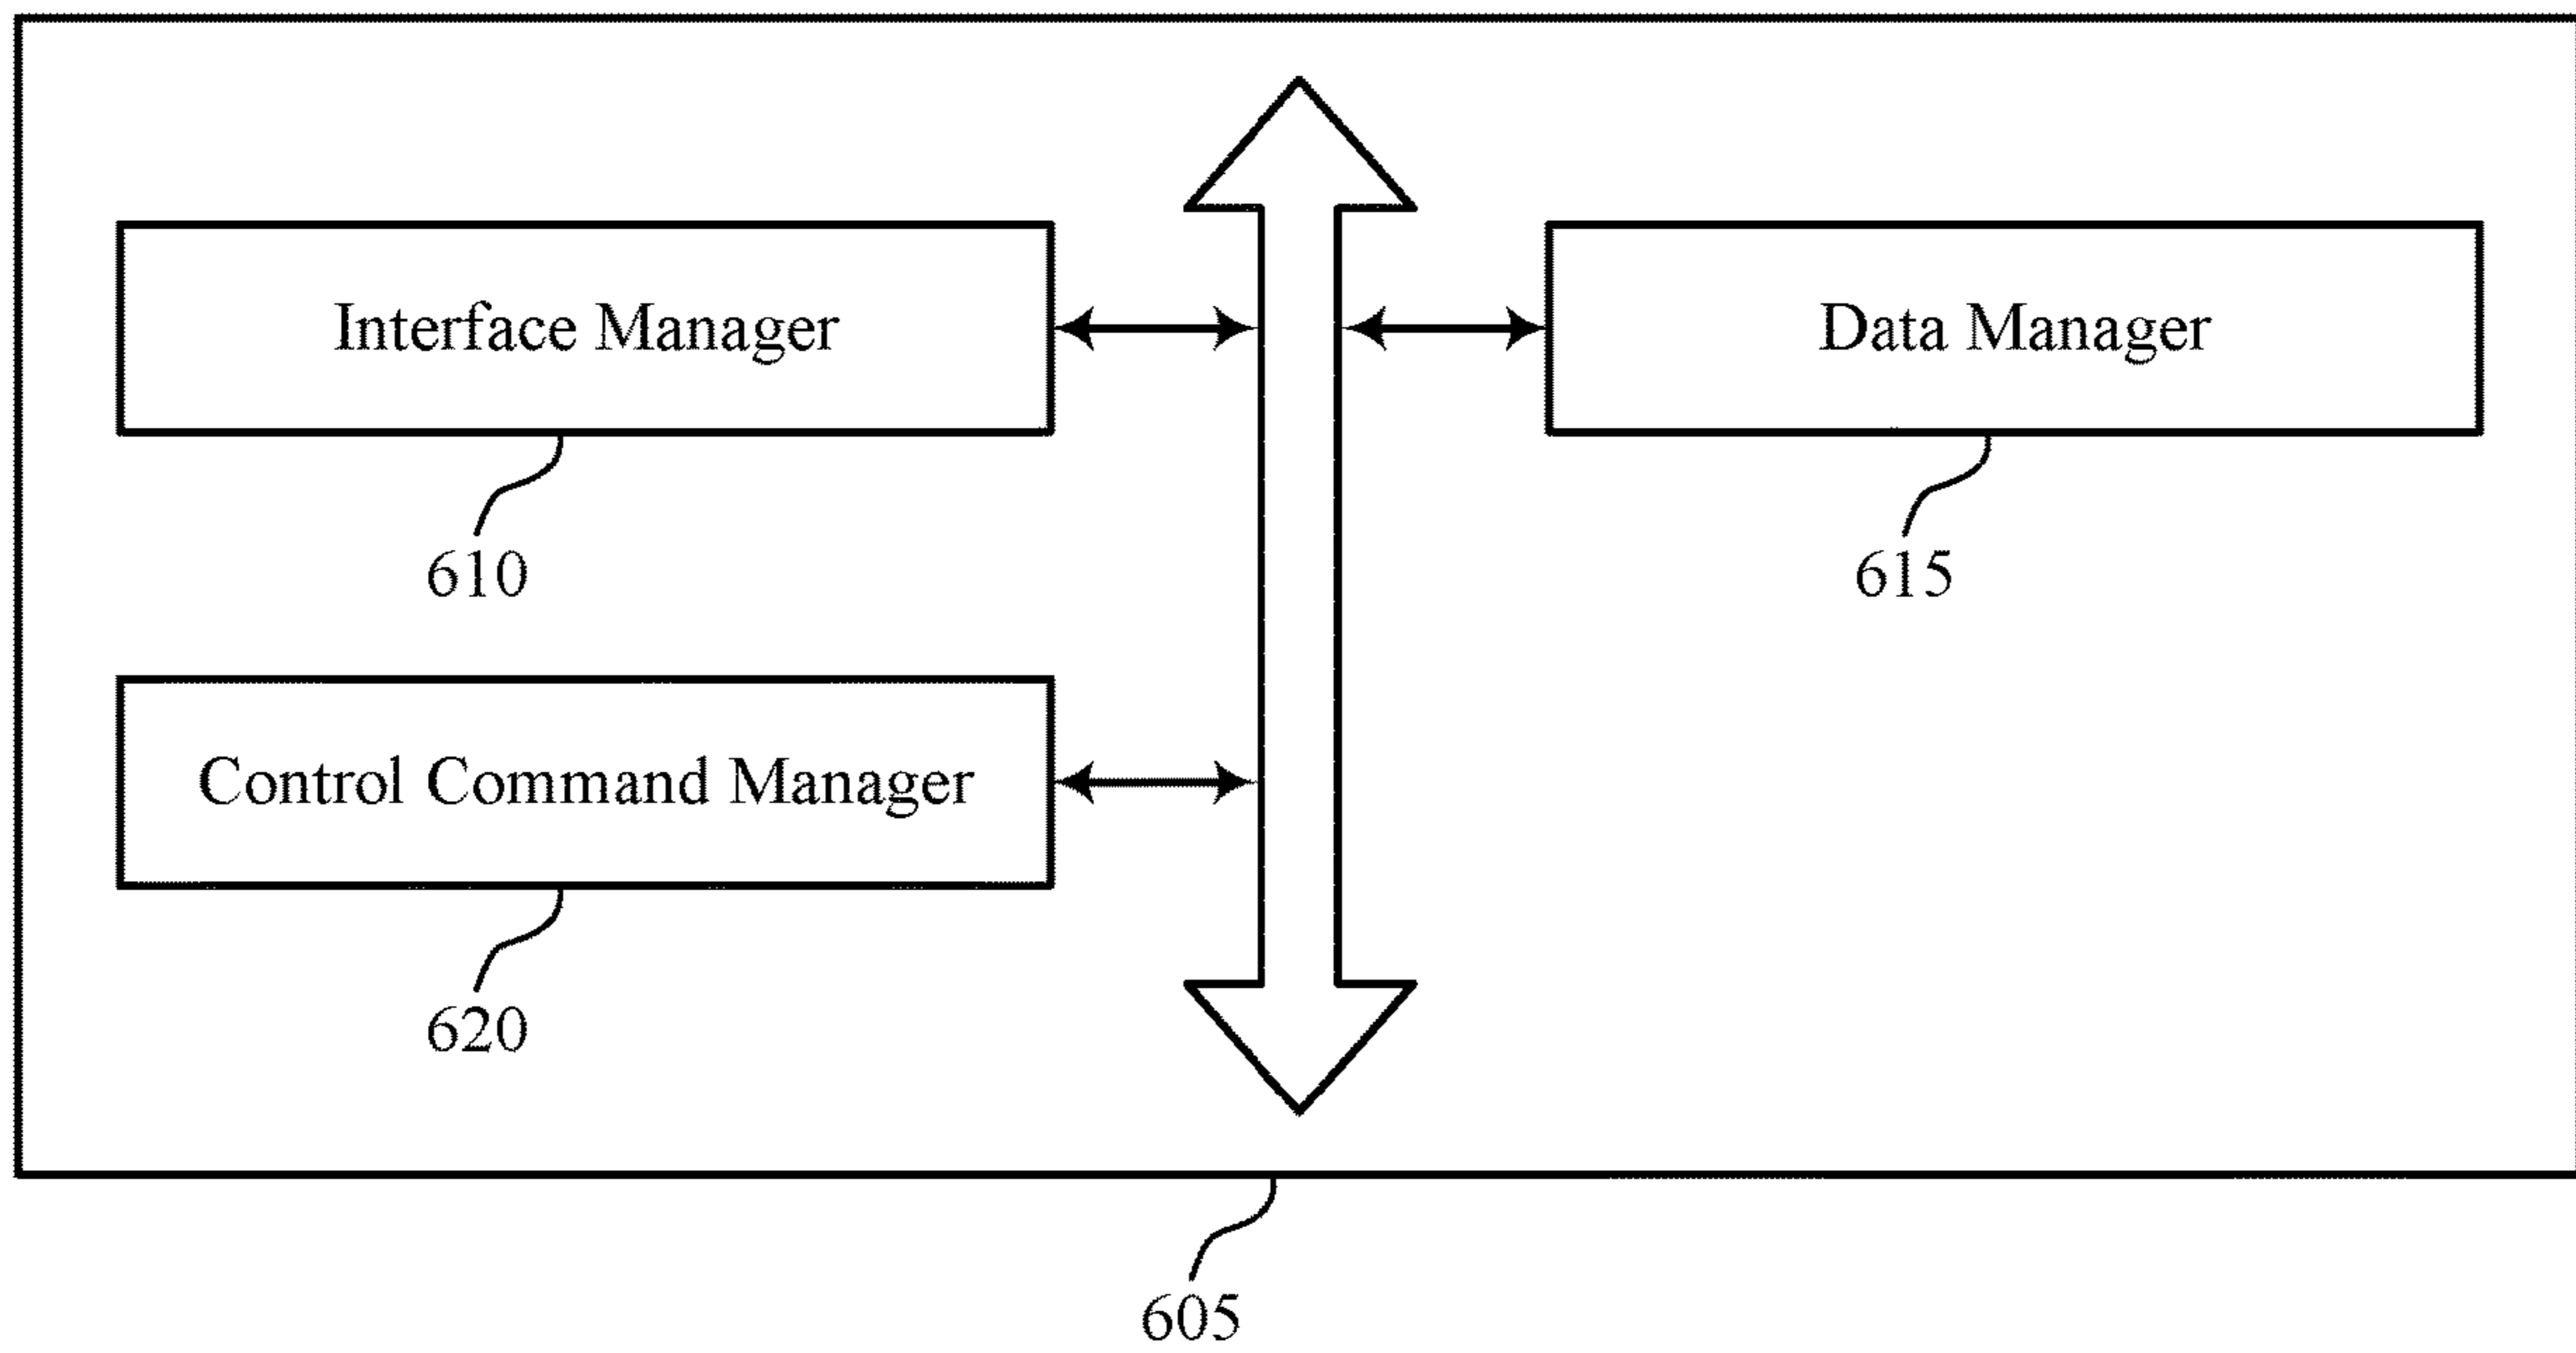 Interface Manager
Data Manager
610
615
Control Command Manager
620
605